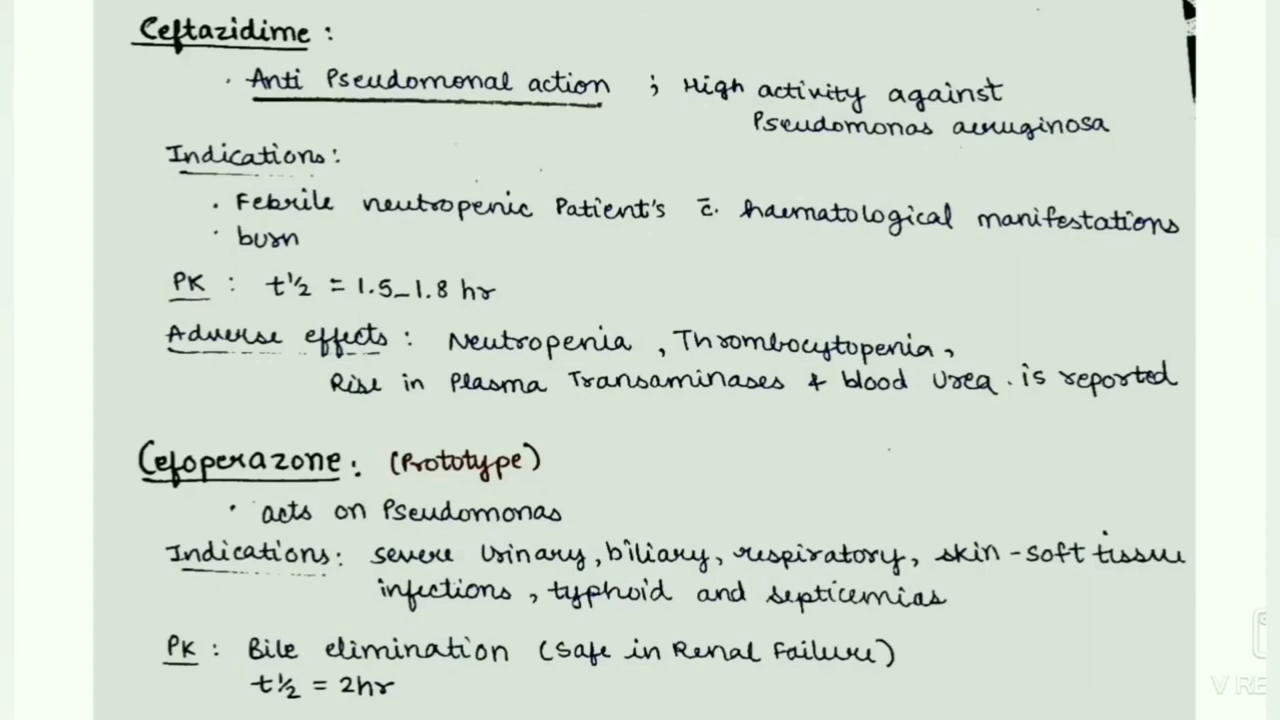 Ceftazidime :
· Anti Pseudomonal action ; High activity against
Pseudomonas aeruginosa
Indications :
· Febrile neutropenic Patient's c̄. haematological manifestations
· burn
PK : t½ = 1.5–1.8 hr
Adverse effects : Neutropenia , Thrombocytopenia ,
Rise in Plasma Transaminases & blood Urea . is reported
Cefoperazone : (Prototype)
· acts on Pseudomonas
Indications : severe Urinary, biliary, respiratory, skin-soft tissue
infections , typhoid and septicemias
PK : Bile elimination (Safe in Renal Failure)
t½ = 2hr
V RE